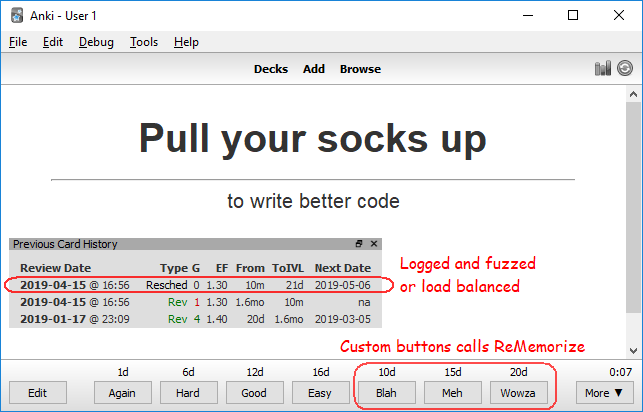 Anki - User 1
File Edit Debug Tools Help
Decks Add Browse
Pull your socks up
to write better code
Previous Card History
Review Date Type G EF From ToIVL Next Date
2019-04-15 @ 16:56 Resched 0 1.30 10m 21d 2019-05-06
2019-04-15 @ 16:56 Rev 1 1.30 1.6mo 10m na
2019-01-17 @ 23:09 Rev 4 1.40 20d 1.6mo 2019-03-05
Logged and fuzzed
or load balanced
Custom buttons calls ReMemorize
1d 6d 12d 16d 10d 15d 20d 0:07
Edit Again Hard Good Easy Blah Meh Wowza More ▼